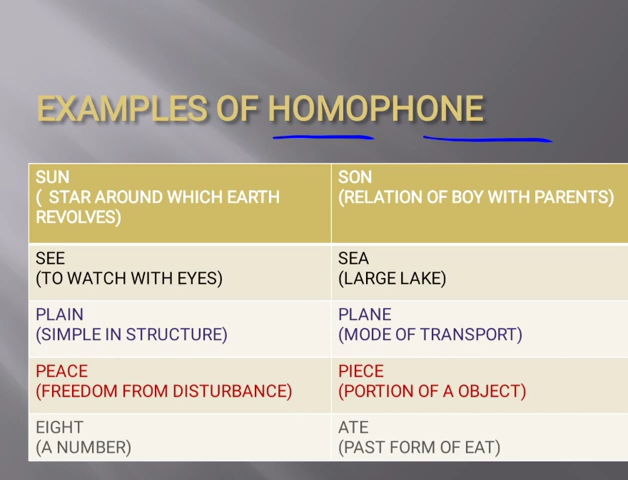 EXAMPLES OF HOMOPHONE
SUN
( STAR AROUND WHICH EARTH
REVOLVES)
SON
(RELATION OF BOY WITH PARENTS)
SEE
(TO WATCH WITH EYES)
SEA
(LARGE LAKE)
PLAIN
(SIMPLE IN STRUCTURE)
PLANE
(MODE OF TRANSPORT)
PEACE
(FREEDOM FROM DISTURBANCE)
PIECE
(PORTION OF A OBJECT)
EIGHT
(A NUMBER)
ATE
(PAST FORM OF EAT)